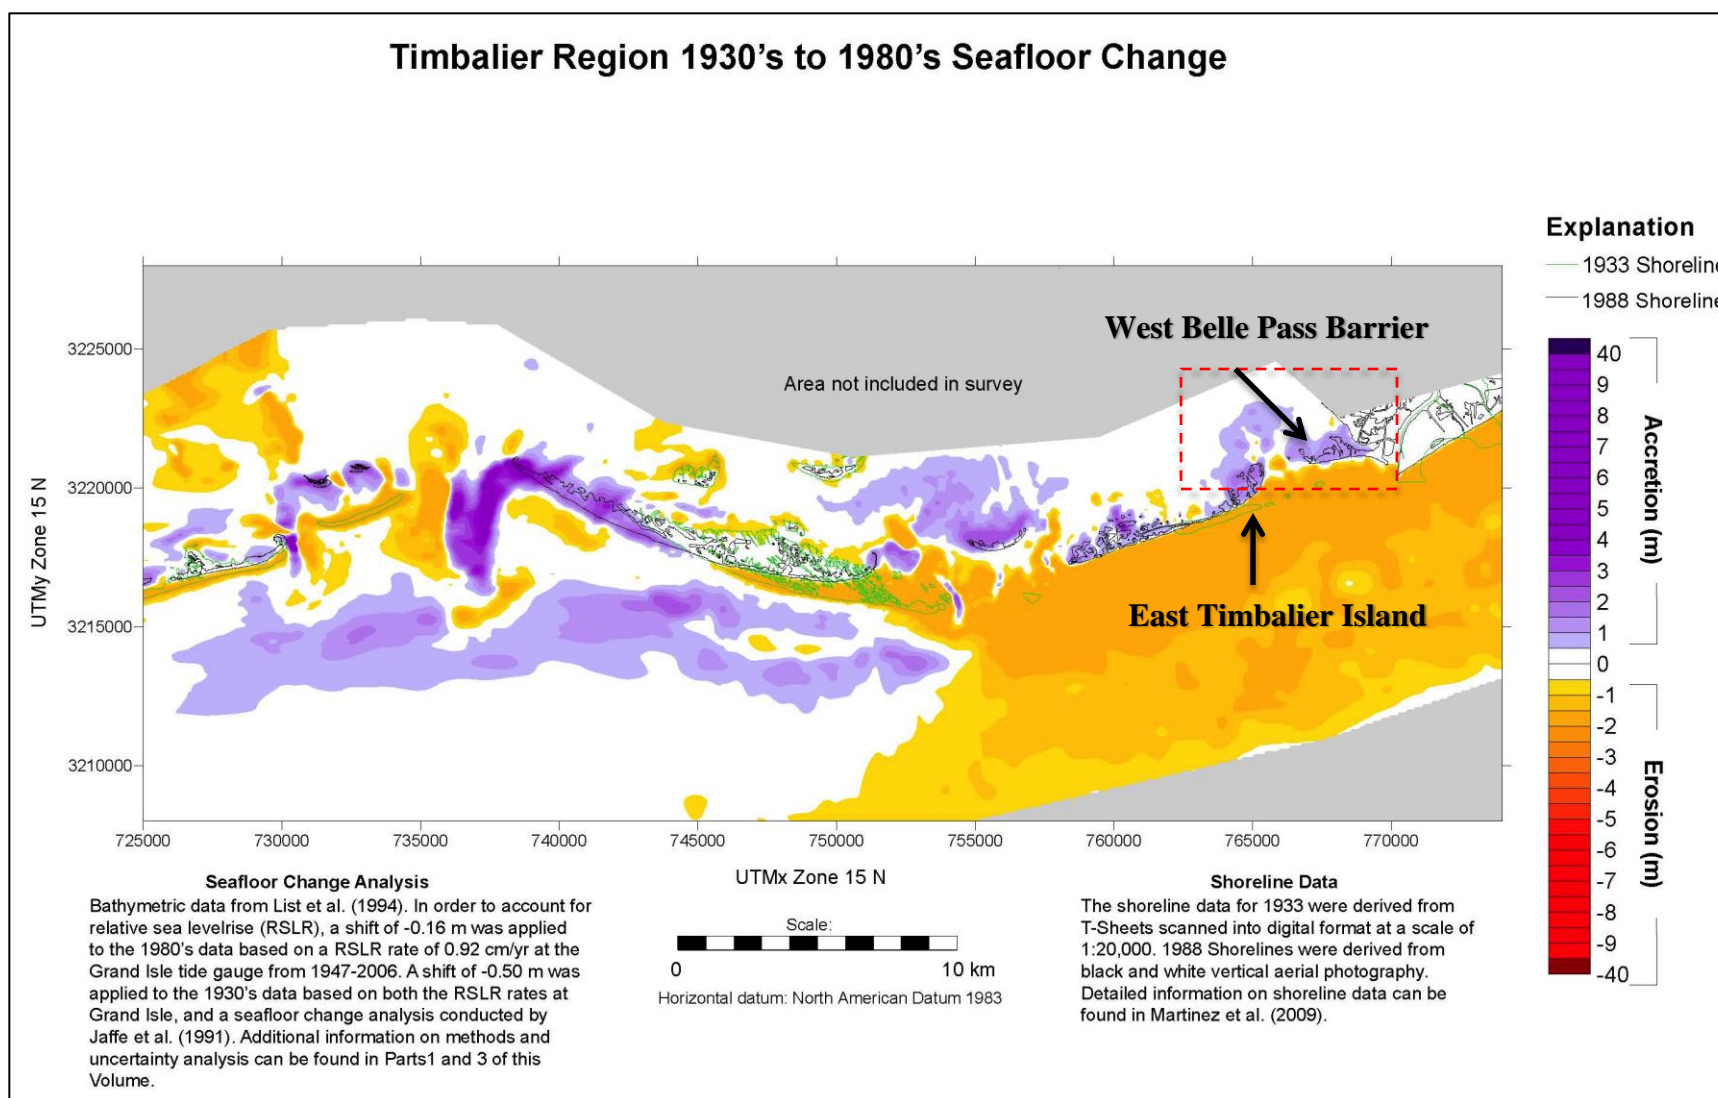 Timbalier Region 1930's to 1980's Seafloor Change
Explanation
1933 Shoreline
1988 Shoreline
West Belle Pass Barrier
Area not included in survey
East Timbalier Island
3225000
3220000
3215000
3210000
UTMy Zone 15 N
725000 730000 735000 740000 745000 750000 755000 760000 765000 770000
UTMx Zone 15 N
40
9
8
7
6
5
4
3
2
1
0
-1
-2
-3
-4
-5
-6
-7
-8
-9
-40
Accretion (m)
Erosion (m)
Seafloor Change Analysis
Bathymetric data from List et al. (1994). In order to account for
relative sea levelrise (RSLR), a shift of -0.16 m was applied
to the 1980's data based on a RSLR rate of 0.92 cm/yr at the
Grand Isle tide gauge from 1947-2006. A shift of -0.50 m was
applied to the 1930's data based on both the RSLR rates at
Grand Isle, and a seafloor change analysis conducted by
Jaffe et al. (1991). Additional information on methods and
uncertainty analysis can be found in Parts1 and 3 of this
Volume.
Scale:
0 10 km
Horizontal datum: North American Datum 1983
Shoreline Data
The shoreline data for 1933 were derived from
T-Sheets scanned into digital format at a scale of
1:20,000. 1988 Shorelines were derived from
black and white vertical aerial photography.
Detailed information on shoreline data can be
found in Martinez et al. (2009).